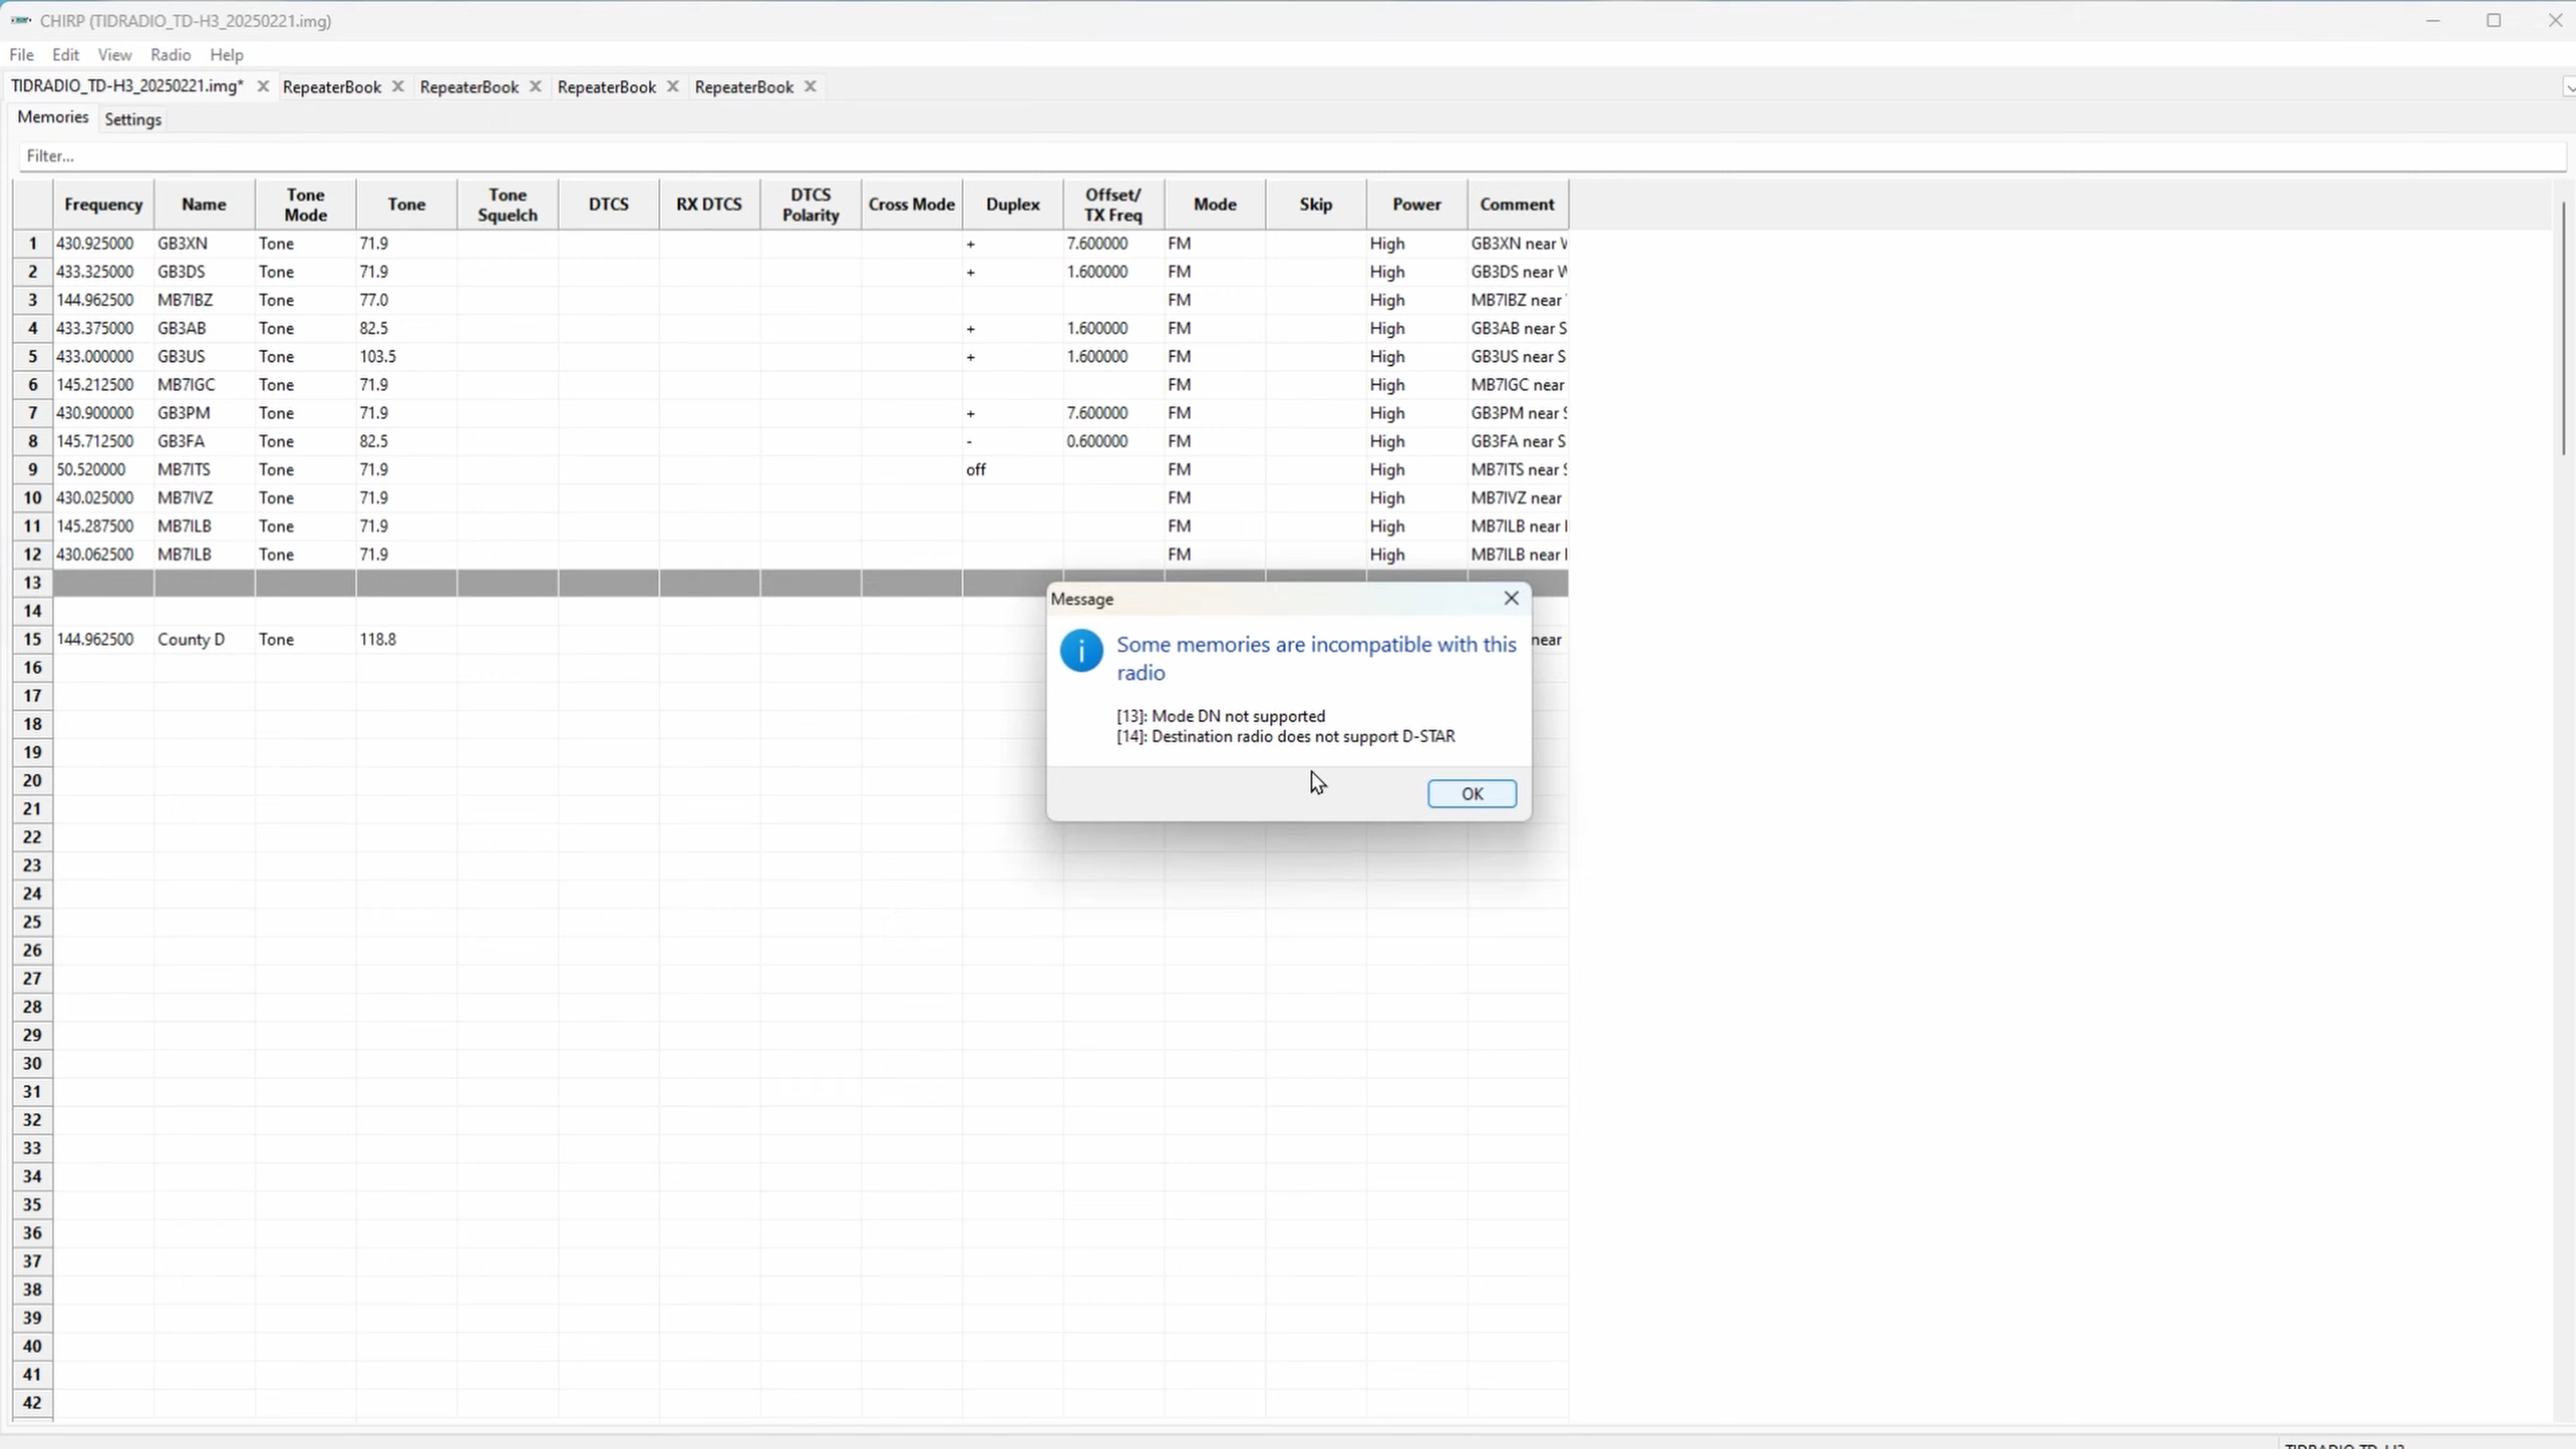 CHIRP (TIDRADIO_TD-H3_20250221.img)
File Edit View Radio Help
TIDRADIO_TD-H3_20250221.img* RepeaterBook RepeaterBook RepeaterBook RepeaterBook
Memories Settings
Filter...
Frequency Name Tone Mode Tone Tone Squelch DTCS RX DTCS DTCS Polarity Cross Mode Duplex Offset/ TX Freq Mode Skip Power Comment
1 430.925000 GB3XN Tone 71.9 + 7.600000 FM High GB3XN near
2 433.325000 GB3DS Tone 71.9 + 1.600000 FM High GB3DS near W
3 144.962500 MB7IBZ Tone 77.0 FM High MB7IBZ near
4 433.375000 GB3AB Tone 82.5 + 1.600000 FM High GB3AB near S
5 433.000000 GB3US Tone 103.5 + 1.600000 FM High GB3US near S
6 145.212500 MB7IGC Tone 71.9 FM High MB7IGC near
7 430.900000 GB3PM Tone 71.9 + 7.600000 FM High GB3PM near
8 145.712500 GB3FA Tone 82.5 - 0.600000 FM High GB3FA near S
9 50.520000 MB7ITS Tone 71.9 off FM High MB7ITS near
10 430.025000 MB7IVZ Tone 71.9 FM High MB7IVZ near
11 145.287500 MB7ILB Tone 71.9 FM High MB7ILB near
12 430.062500 MB7ILB Tone 71.9 FM High MB7ILB near
13
14
15 144.962500 County D Tone 118.8 near
16
17
18
19
20
21
22
23
24
25
26
27
28
29
30
31
32
33
34
35
36
37
38
39
40
41
42
Message
Some memories are incompatible with this
radio
[13]: Mode DN not supported
[14]: Destination radio does not support D-STAR
OK